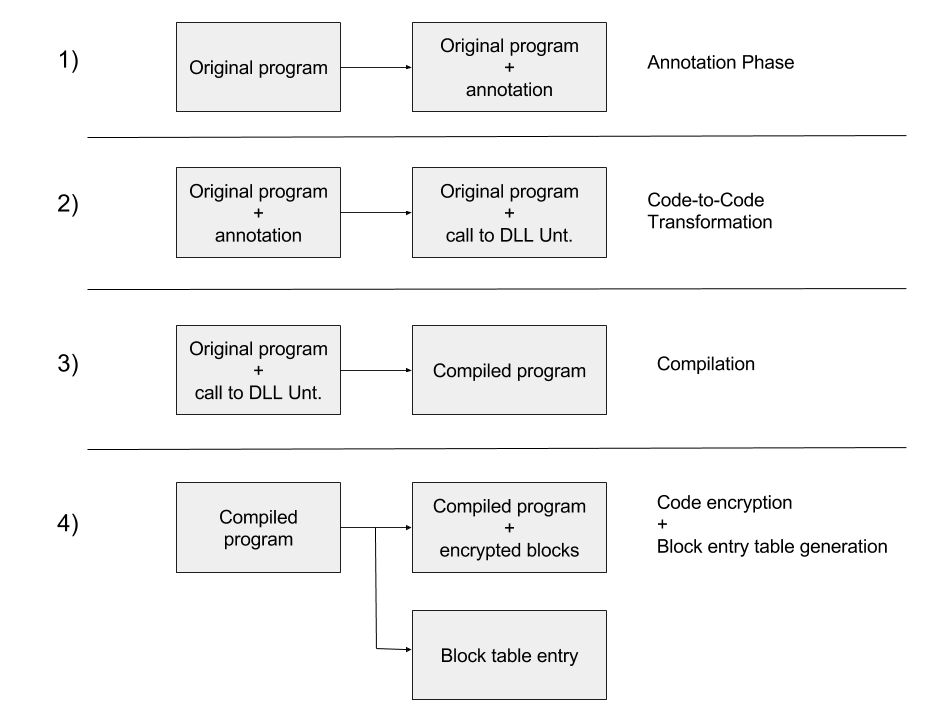 1)
Original program
Original program
+
annotation
Annotation Phase
2)
Original program
+
annotation
Original program
+
call to DLL Unt.
Code-to-Code
Transformation
3)
Original program
+
call to DLL Unt.
Compiled program
Compilation
4)
Compiled
program
Compiled program
+
encrypted blocks
Code encryption
+
Block entry table generation
Block table entry